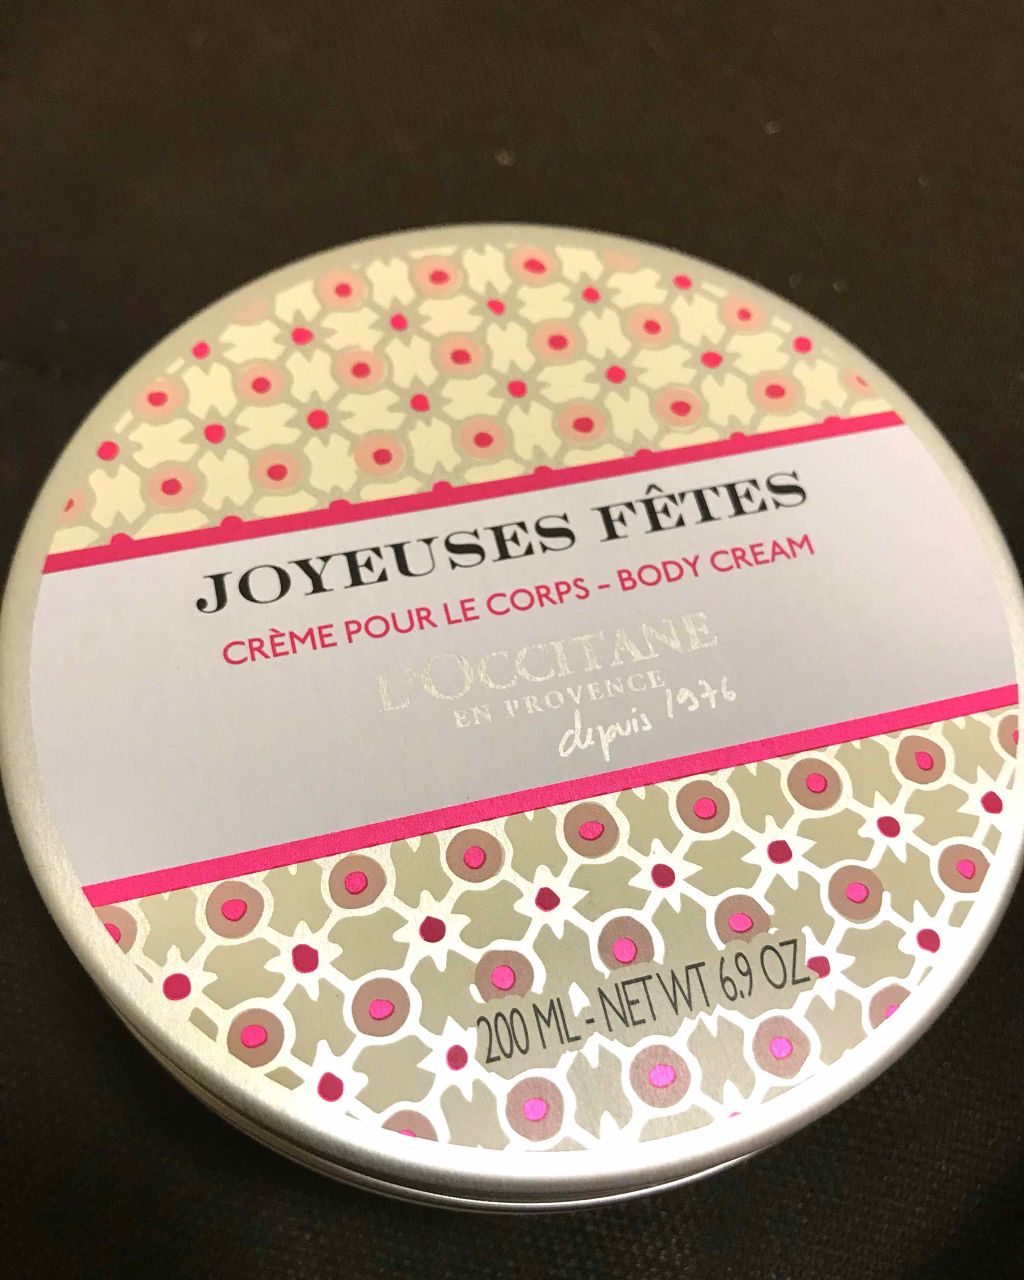 JOYEUSES FÊTES
CRÈME POUR LE CORPS – BODY CREAM
L'OCCITANE
EN PROVENCE
depuis 1976
200 ML - NET WT 6.9 OZ.